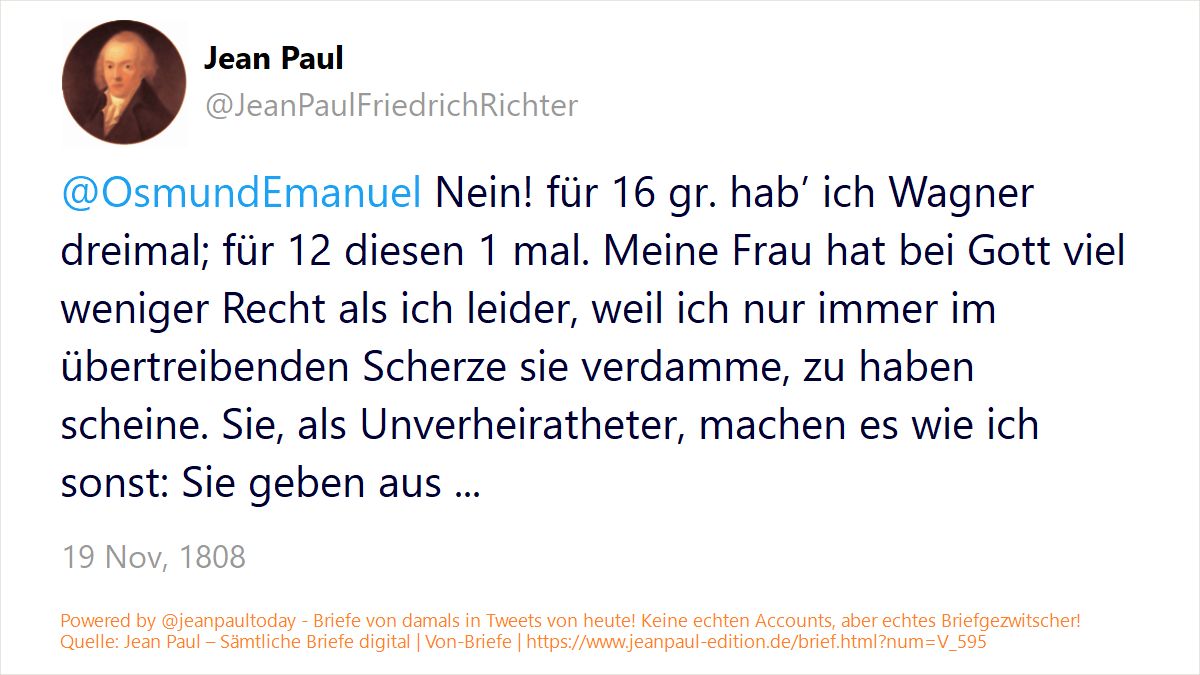 Jean Paul
@JeanPaulFriedrichRichter
@OsmundEmanuel Nein! für 16 gr. hab’ ich Wagner
dreimal; für 12 diesen 1 mal. Meine Frau hat bei Gott viel
weniger Recht als ich leider, weil ich nur immer im
übertreibenden Scherze sie verdamme, zu haben
scheine. Sie, als Unverheiratheter, machen es wie ich
sonst: Sie geben aus ...
19 Nov, 1808
Powered by @jeanpaultoday - Briefe von damals in Tweets von heute! Keine echten Accounts, aber echtes Briefgezwitscher!
Quelle: Jean Paul – Sämtliche Briefe digital | Von-Briefe | https://www.jeanpaul-edition.de/brief.html?num=V_595